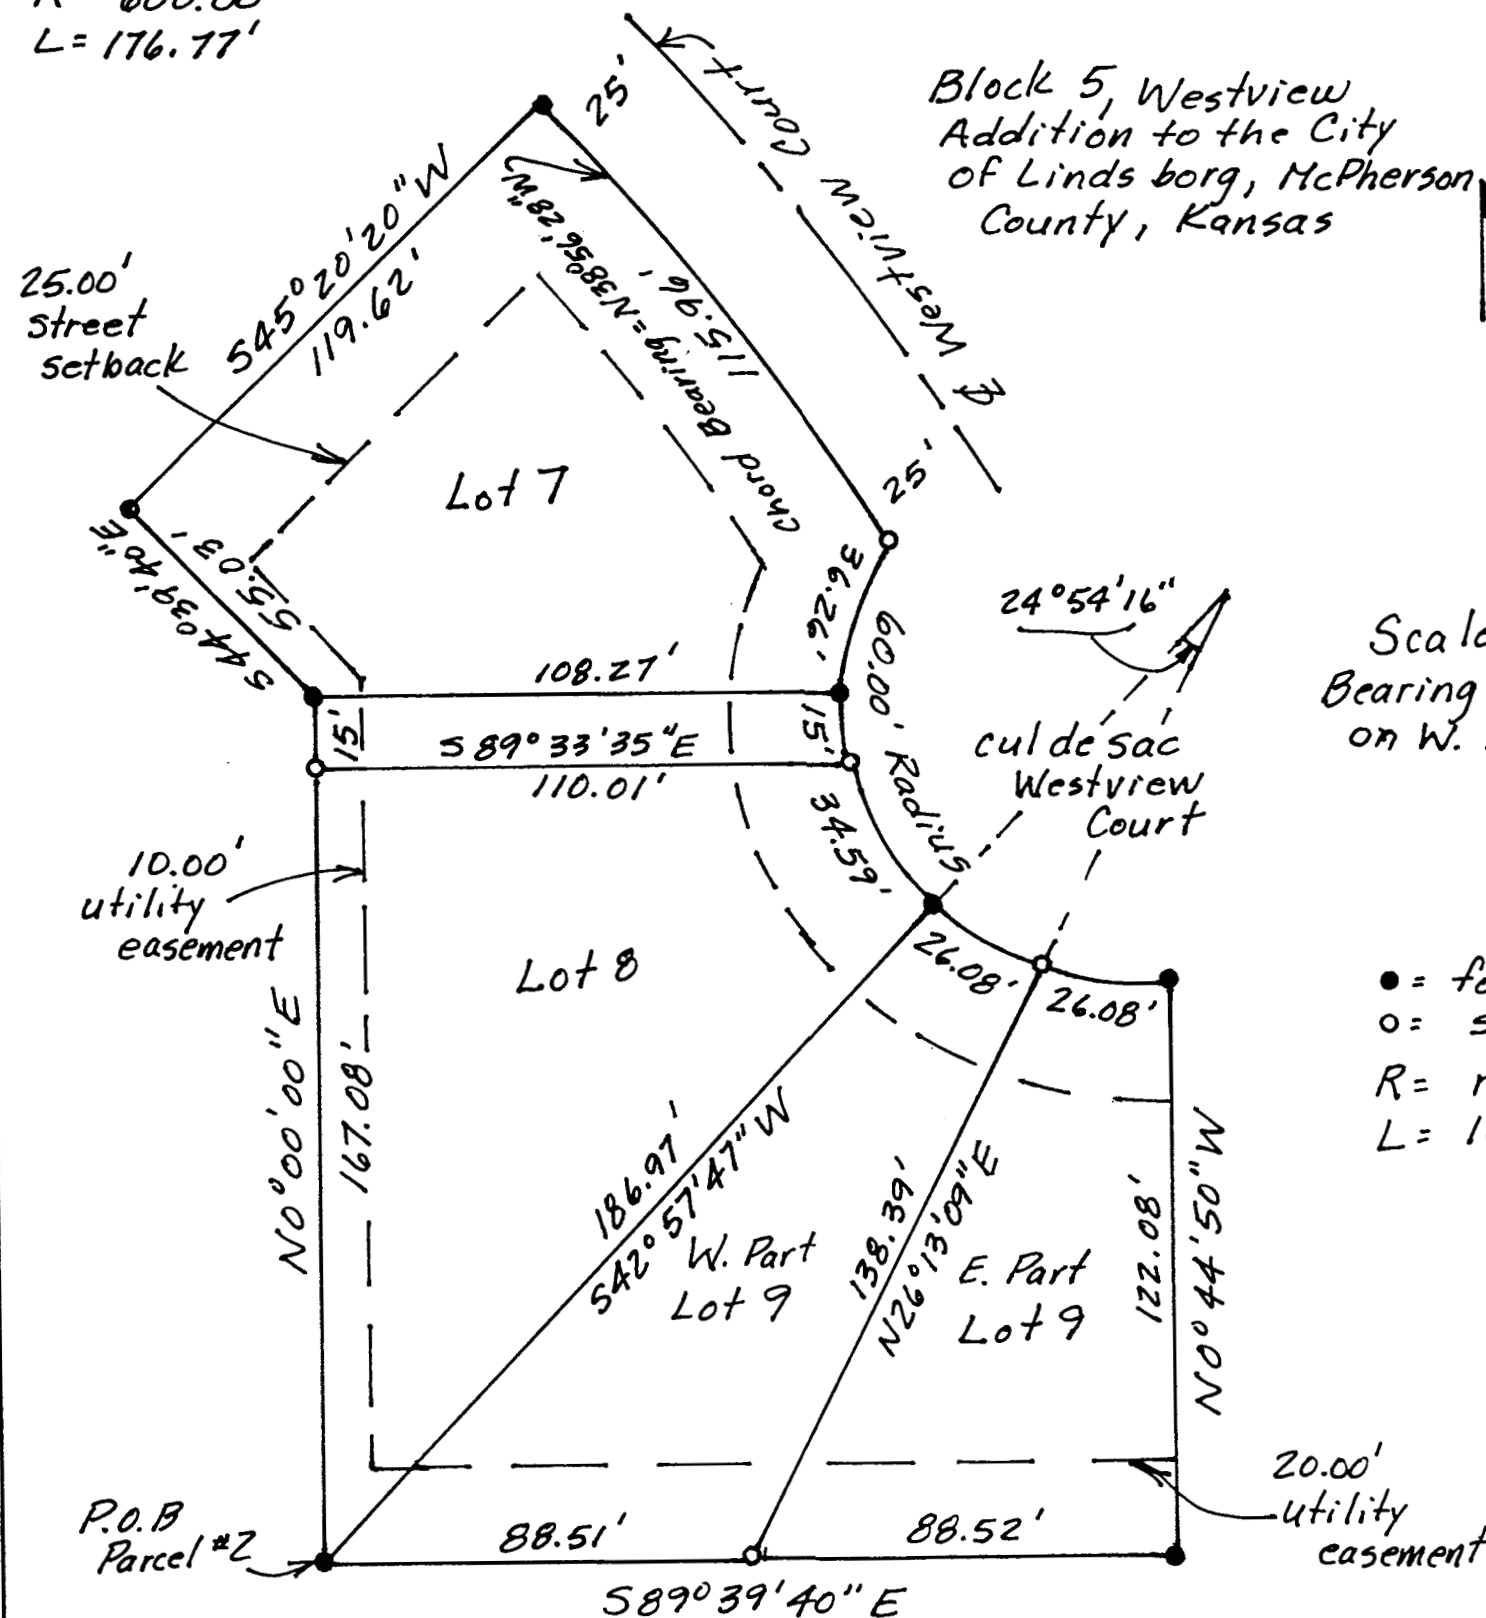 L= 176.77'
Block 5, Westview
Addition to the City
of Linds borg, McPherson
County, Kansas
25'
Westview Court
25'
S45° 20' 20" W
119.62'
Chord Bearing = N38°56'28"W
115.96'
25.00'
street
setback
Lot 7
S44°39'40"E
55.03'
36.26'
60.00' Radius
24°54'16"
108.27'
15'
15'
S 89° 33' 35" E
110.01'
cul de sac
Westview
Court
Bearing
on W.
34.59'
10.00'
utility
easement
Lot 8
26.08'
26.08'
N0°00'00"E
167.08'
186.97'
S42° 57' 47" W
W. Part
Lot 9
138.39'
N26°13'09"E
E. Part
Lot 9
122.08'
N0° 44' 50" W
R=
L=
20.00'
utility
easement
P.O.B
Parcel #2
88.51'
88.52'
S89°39'40" E